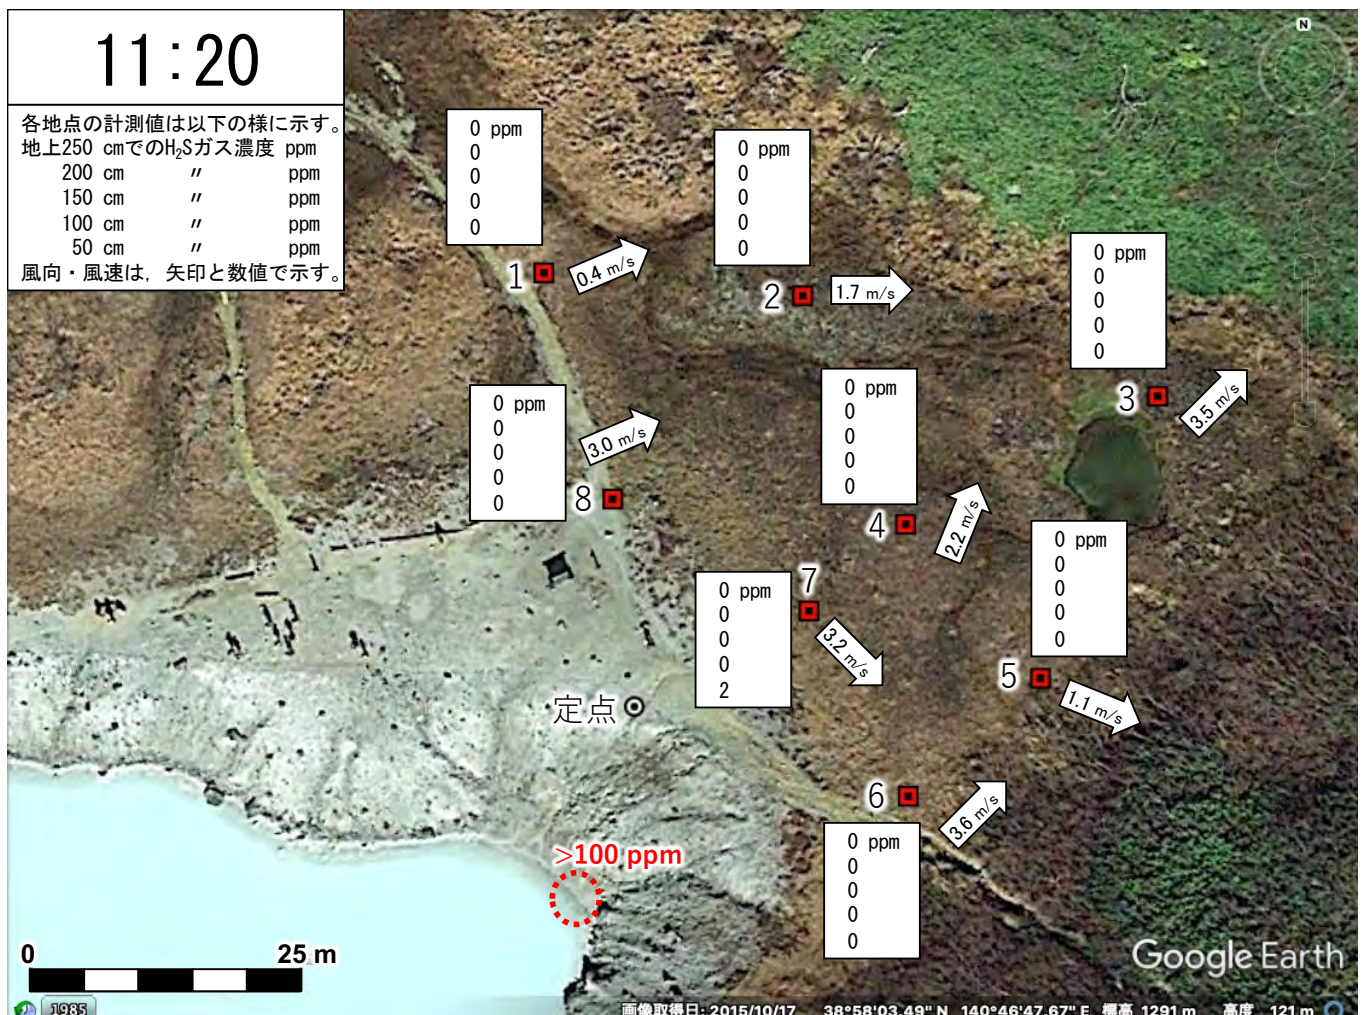 11:20
各地点の計測値は以下の様に示す。
地上250 cmでのH₂Sガス濃度 ppm
200 cm 〃 ppm
150 cm 〃 ppm
100 cm 〃 ppm
50 cm 〃 ppm
風向・風速は，矢印と数値で示す。
N
0 ppm
0
0
0
0
1
0.4 m/s
0 ppm
0
0
0
0
2
1.7 m/s
0 ppm
0
0
0
0
3
3.5 m/s
0 ppm
0
0
0
0
8
3.0 m/s
0 ppm
0
0
0
0
4
2.2 m/s
0 ppm
0
0
0
0
5
1.1 m/s
0 ppm
0
0
0
2
7
3.2 m/s
定点
6
3.6 m/s
0 ppm
0
0
0
0
>100 ppm
0 25 m
Google Earth
1985
画像取得日: 2015/10/17 38°58'03.49" N 140°46'47.67" E 標高 1291 m 高度 121 m